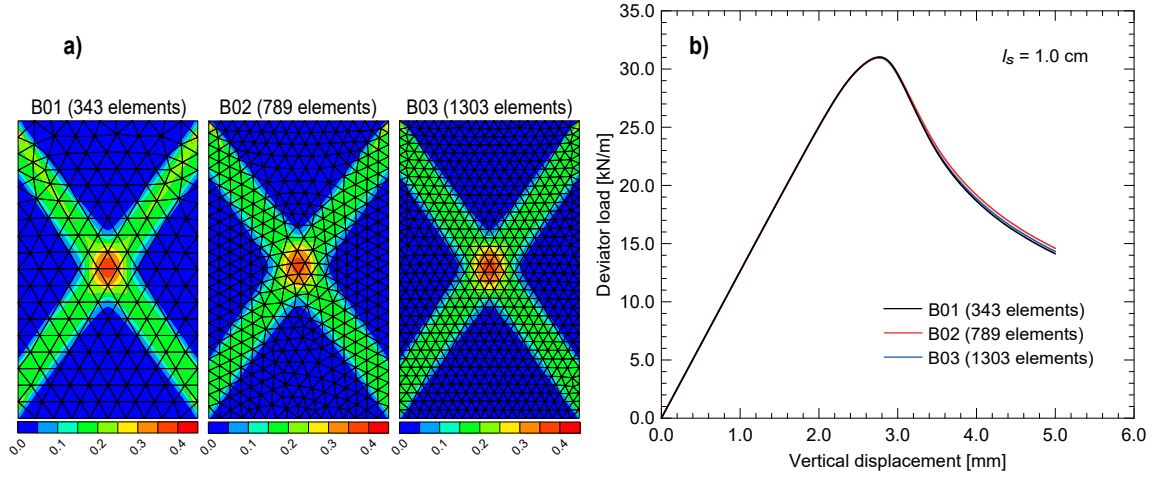 a)
B01 (343 elements) B02 (789 elements) B03 (1303 elements)
0.0 0.1 0.2 0.3 0.4 0.0 0.1 0.2 0.3 0.4 0.0 0.1 0.2 0.3 0.4
b)
l_s = 1.0 cm
35.0
30.0
25.0
20.0
15.0
10.0
5.0
0.0
Deviator load [kN/m]
B01 (343 elements)
B02 (789 elements)
B03 (1303 elements)
0.0 1.0 2.0 3.0 4.0 5.0 6.0
Vertical displacement [mm]